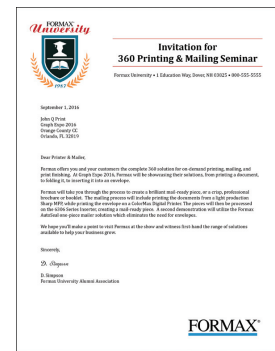 FORMAX
University
1987
Invitation for
360 Printing & Mailing Seminar
Formax University • 1 Education Way, Dover, NH 03025 • 800-555-5555
September 1, 2016
John Q Print
Graph Expo 2016
Orange County CC
Orlando, FL 32819
Dear Printer & Mailer,
Formax offers you and your customers the complete 360 solution for on-demand printing, mailing, and
print finishing. At Graph Expo 2016, Formax will be showcasing their solutions, from printing a document,
to folding it, to inserting it into an envelope.
Formax will take you through the process to create a brilliant mail-ready piece, or a crisp, professional
brochure or booklet. The mailing process will include printing the documents from a light production
Sharp MFP, while printing the envelope on a ColorMax Digital Printer. The pieces will then be processed
on the 6306 Series Inserter, creating a mail-ready piece. A second demonstration will utilize the Formax
AutoSeal one-piece mailer solution which eliminates the need for envelopes.
We hope you'll make a point to visit Formax at the show and witness first-hand the range of solutions
available to help your business grow.
Sincerely,
D. Simpson
D. Simpson
Formax University Alumni Association
FORMAX